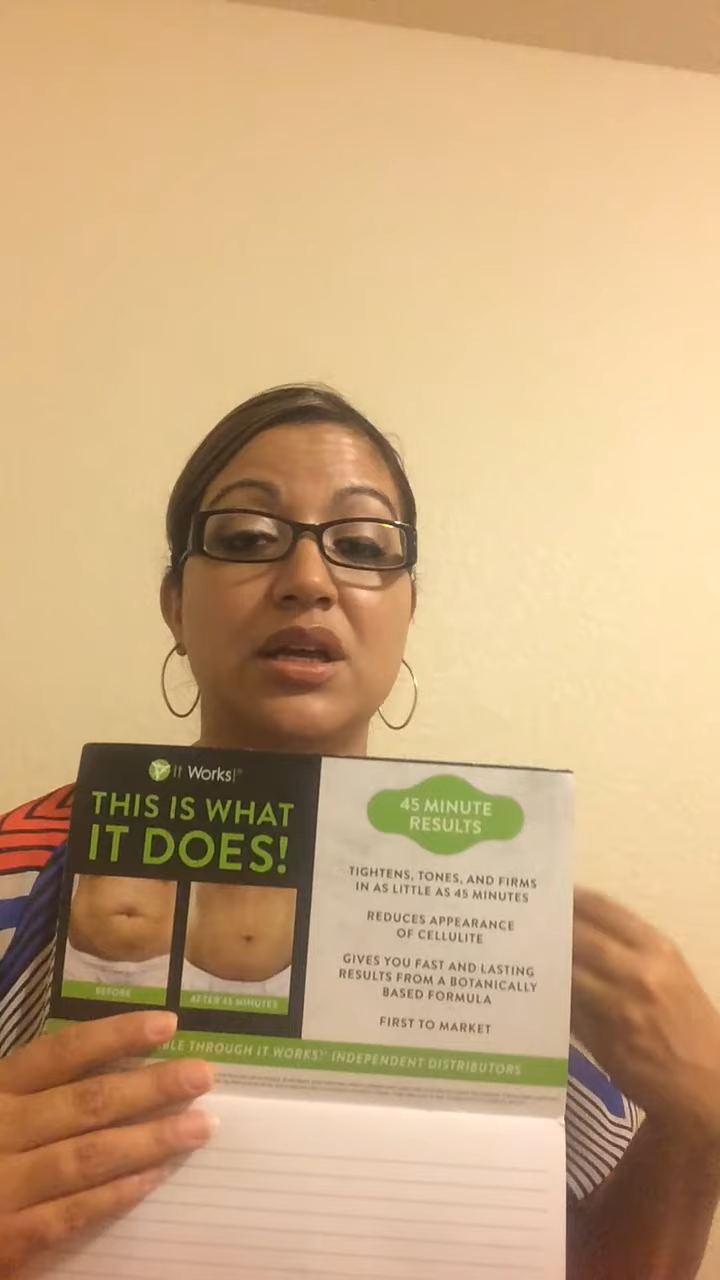 It Works!®
THIS IS WHAT
IT DOES!
BEFORE
AFTER 45 MINUTES
45 MINUTE
RESULTS
TIGHTENS, TONES, AND FIRMS
IN AS LITTLE AS 45 MINUTES
REDUCES APPEARANCE
OF CELLULITE
GIVES YOU FAST AND LASTING
RESULTS FROM A BOTANICALLY
BASED FORMULA
FIRST TO MARKET
THROUGH IT WORKS!® INDEPENDENT DISTRIBUTORS